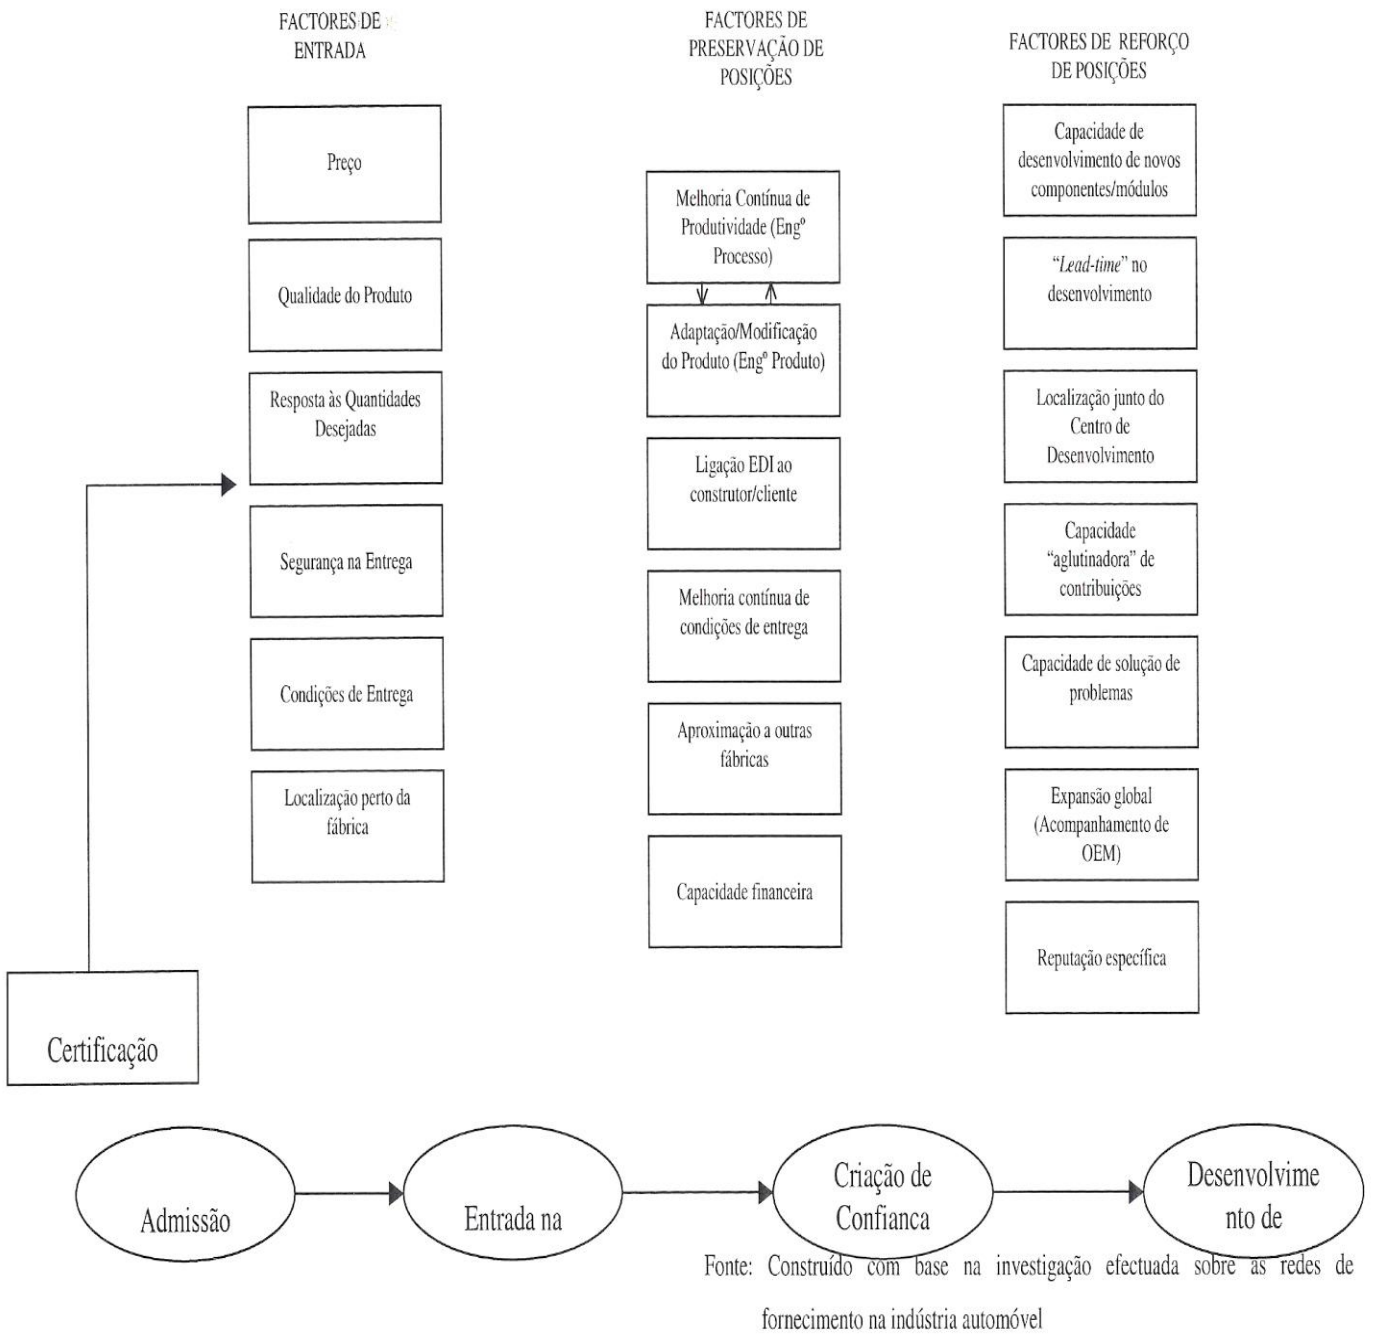 FACTORES DE
ENTRADA
Preço
Qualidade do Produto
Resposta às Quantidades
Desejadas
Segurança na Entrega
Condições de Entrega
Localização perto da
fábrica
FACTORES DE
PRESERVAÇÃO DE
POSIÇÕES
Melhoria Contínua de
Produtividade (Engº
Processo)
Adaptação/Modificação
do Produto (Engº Produto)
Ligação EDI ao
construtor/cliente
Melhoria contínua de
condições de entrega
Aproximação a outras
fábricas
Capacidade financeira
FACTORES DE REFORÇO
DE POSIÇÕES
Capacidade de
desenvolvimento de novos
componentes/módulos
“Lead-time” no
desenvolvimento
Localização junto do
Centro de
Desenvolvimento
Capacidade
“aglutinadora” de
contribuições
Capacidade de solução de
problemas
Expansão global
(Acompanhamento de
OEM)
Reputação específica
Certificação
Admissão
Entrada na
Criação de
Confianca
Desenvolvime
nto de
Fonte: Construído com base na investigação efectuada sobre as redes de
fornecimento na indústria automóvel